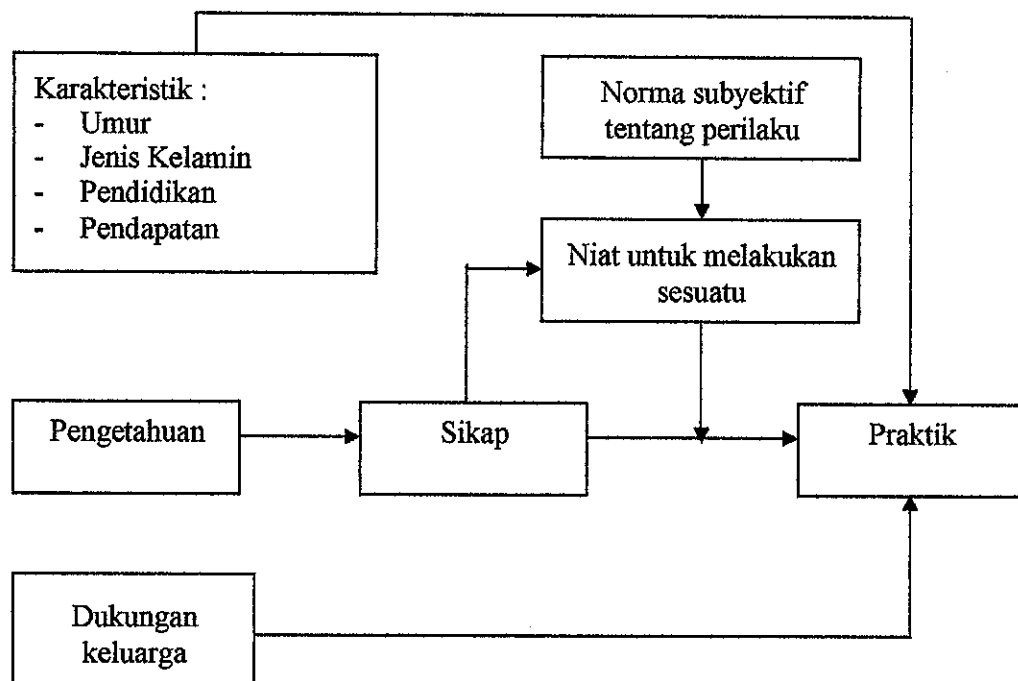 Karakteristik :
- Umur
- Jenis Kelamin
- Pendidikan
- Pendapatan
Norma subyektif
tentang perilaku
Niat untuk melakukan
sesuatu
Pengetahuan
Sikap
Praktik
Dukungan
keluarga